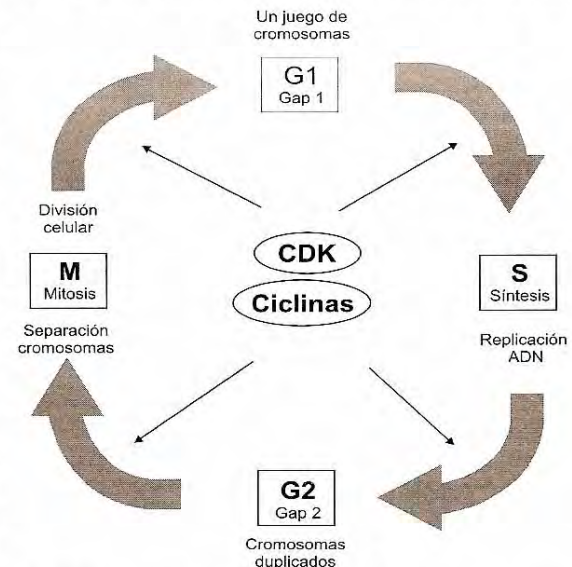 Un juego de
cromosomas
G1
Gap 1
División
celular
M
Mitosis
Separación
cromosomas
CDK
Ciclinas
S
Síntesis
Replicación
ADN
G2
Gap 2
Cromosomas
duplicados